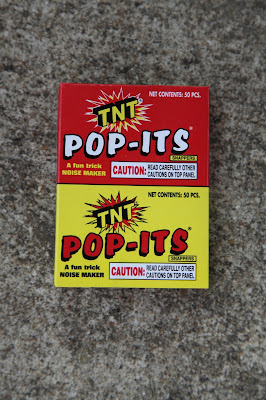 NET CONTENTS: 50 PCS.
TNT®
POP-ITS®
SNAPPERS
A fun trick
NOISE MAKER
CAUTION: READ CAREFULLY OTHER
CAUTIONS ON TOP PANEL
NET CONTENTS: 50 PCS.
TNT
POP-ITS®
SNAPPERS
A fun trick
NOISE MAKER
CAUTION: READ CAREFULLY OTHER
CAUTIONS ON TOP PANEL